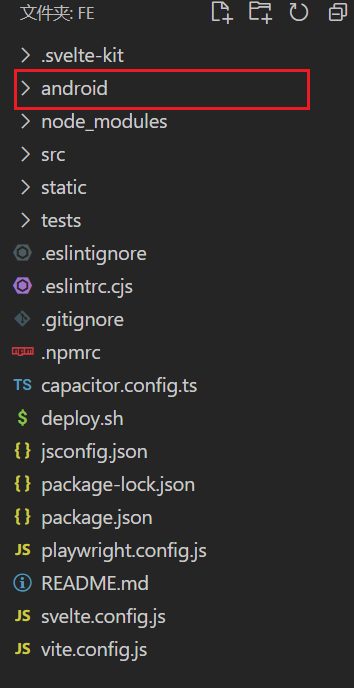 文件夹: FE
.svelte-kit
android
node_modules
src
static
tests
.eslintignore
.eslintrc.cjs
.gitignore
.npmrc
TS capacitor.config.ts
$ deploy.sh
{} jsconfig.json
{} package-lock.json
{} package.json
JS playwright.config.js
README.md
JS svelte.config.js
JS vite.config.js